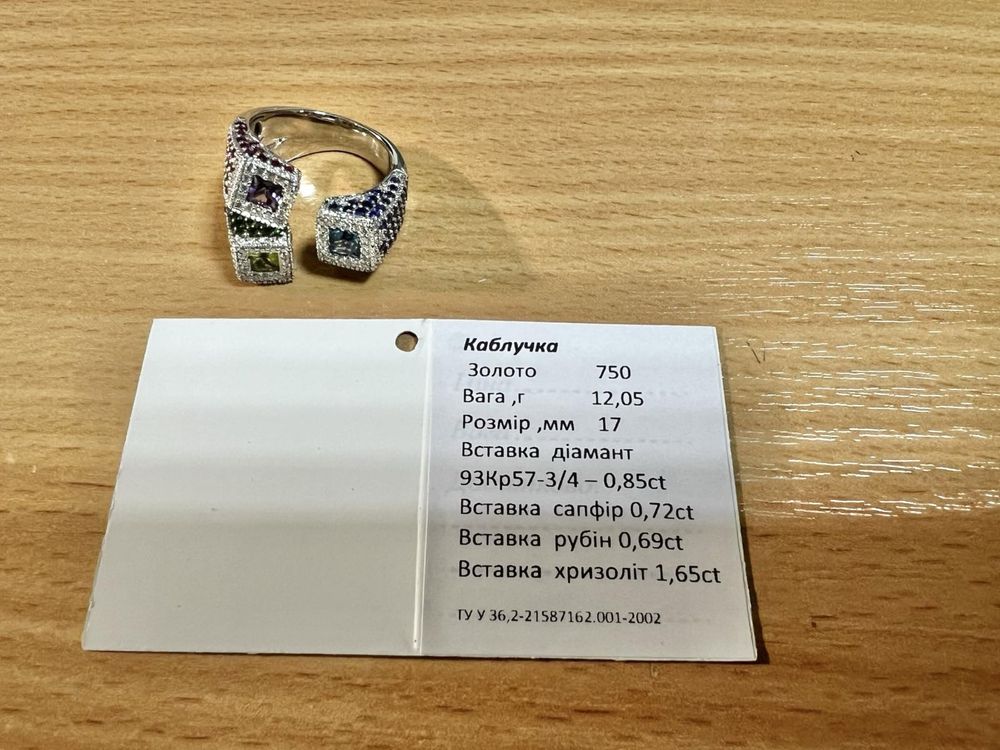 Каблучка
Золото 750
Вага ,г 12,05
Розмір ,мм 17
Вставка діамант
93Кр57-3/4 – 0,85ct
Вставка сапфір 0,72ct
Вставка рубін 0,69ct
Вставка хризоліт 1,65ct
ГУ У 36,2-21587162.001-2002